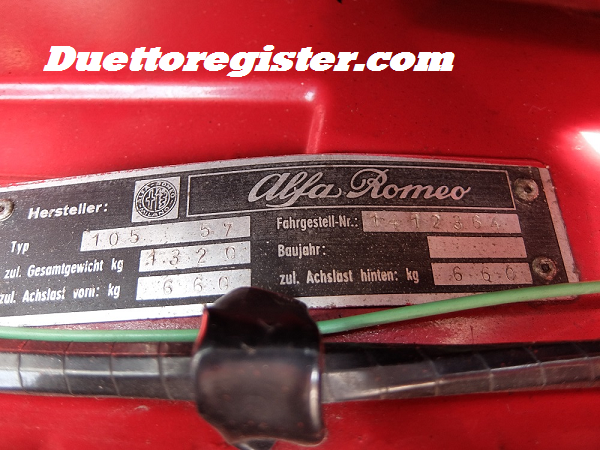 Duettoregister.com
Hersteller:
Alfa Romeo
Typ 105 57
Fahrgestell-Nr.:
zul. Gesamtgewicht kg 1320
Baujahr:
zul. Achslast vorn: kg 660
zul. Achslast hinten: kg 660